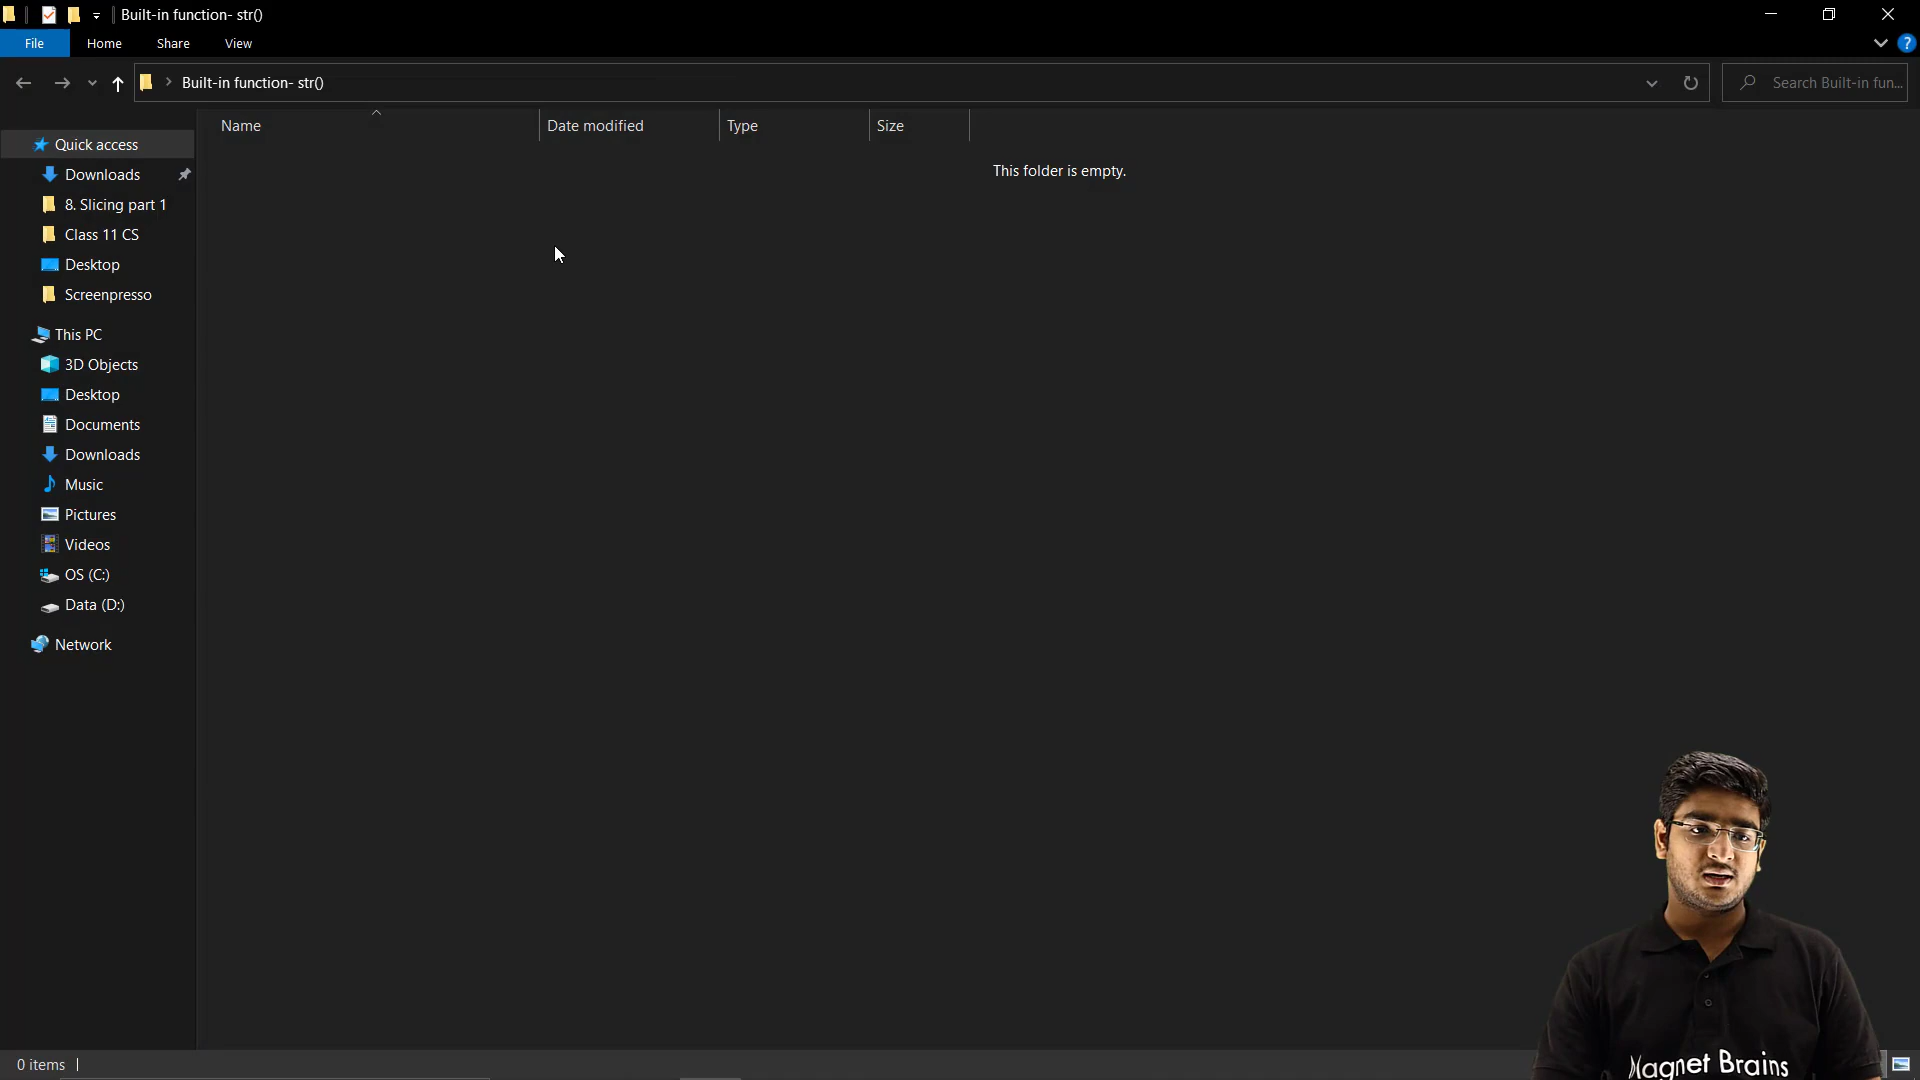 Built-in function- str()
File
Home
Share
View
Built-in function- str()
Search Built-in fun...
Name
Date modified
Type
Size
This folder is empty.
Quick access
Downloads
8. Slicing part 1
Class 11 CS
Desktop
Screenpresso
This PC
3D Objects
Desktop
Documents
Downloads
Music
Pictures
Videos
OS (C:)
Data (D:)
Network
0 items
Magnet Brains